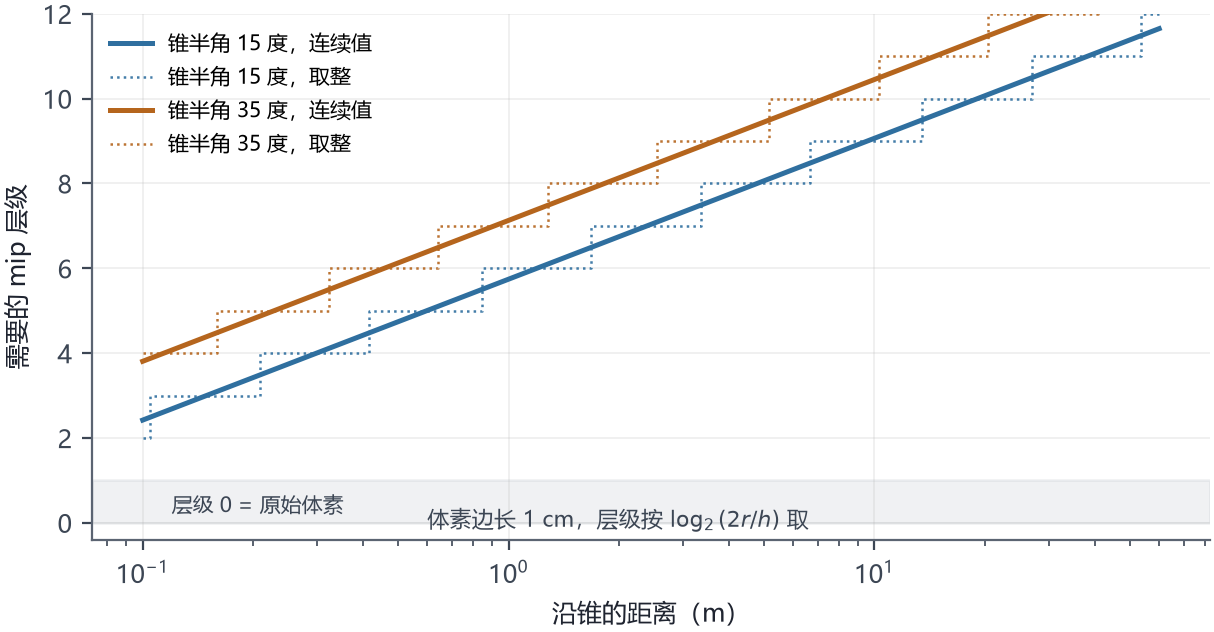 12
10
8
6
4
2
0
需要的 mip 层级
锥半角 15 度，连续值
锥半角 15 度，取整
锥半角 35 度，连续值
锥半角 35 度，取整
层级 0 = 原始体素
体素边长 1 cm，层级按 log₂(2r/h) 取
10⁻¹
10⁰
10¹
沿锥的距离（m）